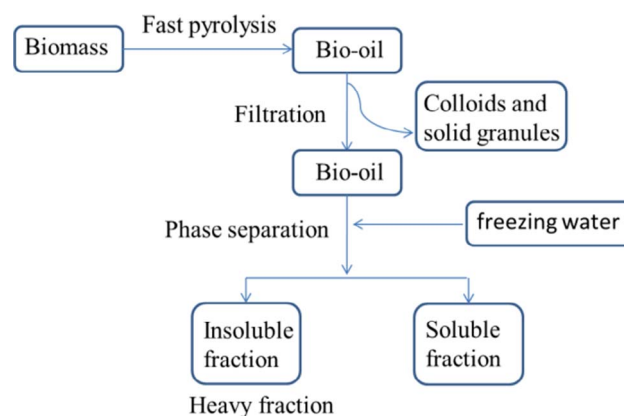 Fast pyrolysis
Biomass
Bio-oil
Colloids and
solid granules
Filtration
Bio-oil
freezing water
Phase separation
Insoluble
fraction
Soluble
fraction
Heavy fraction